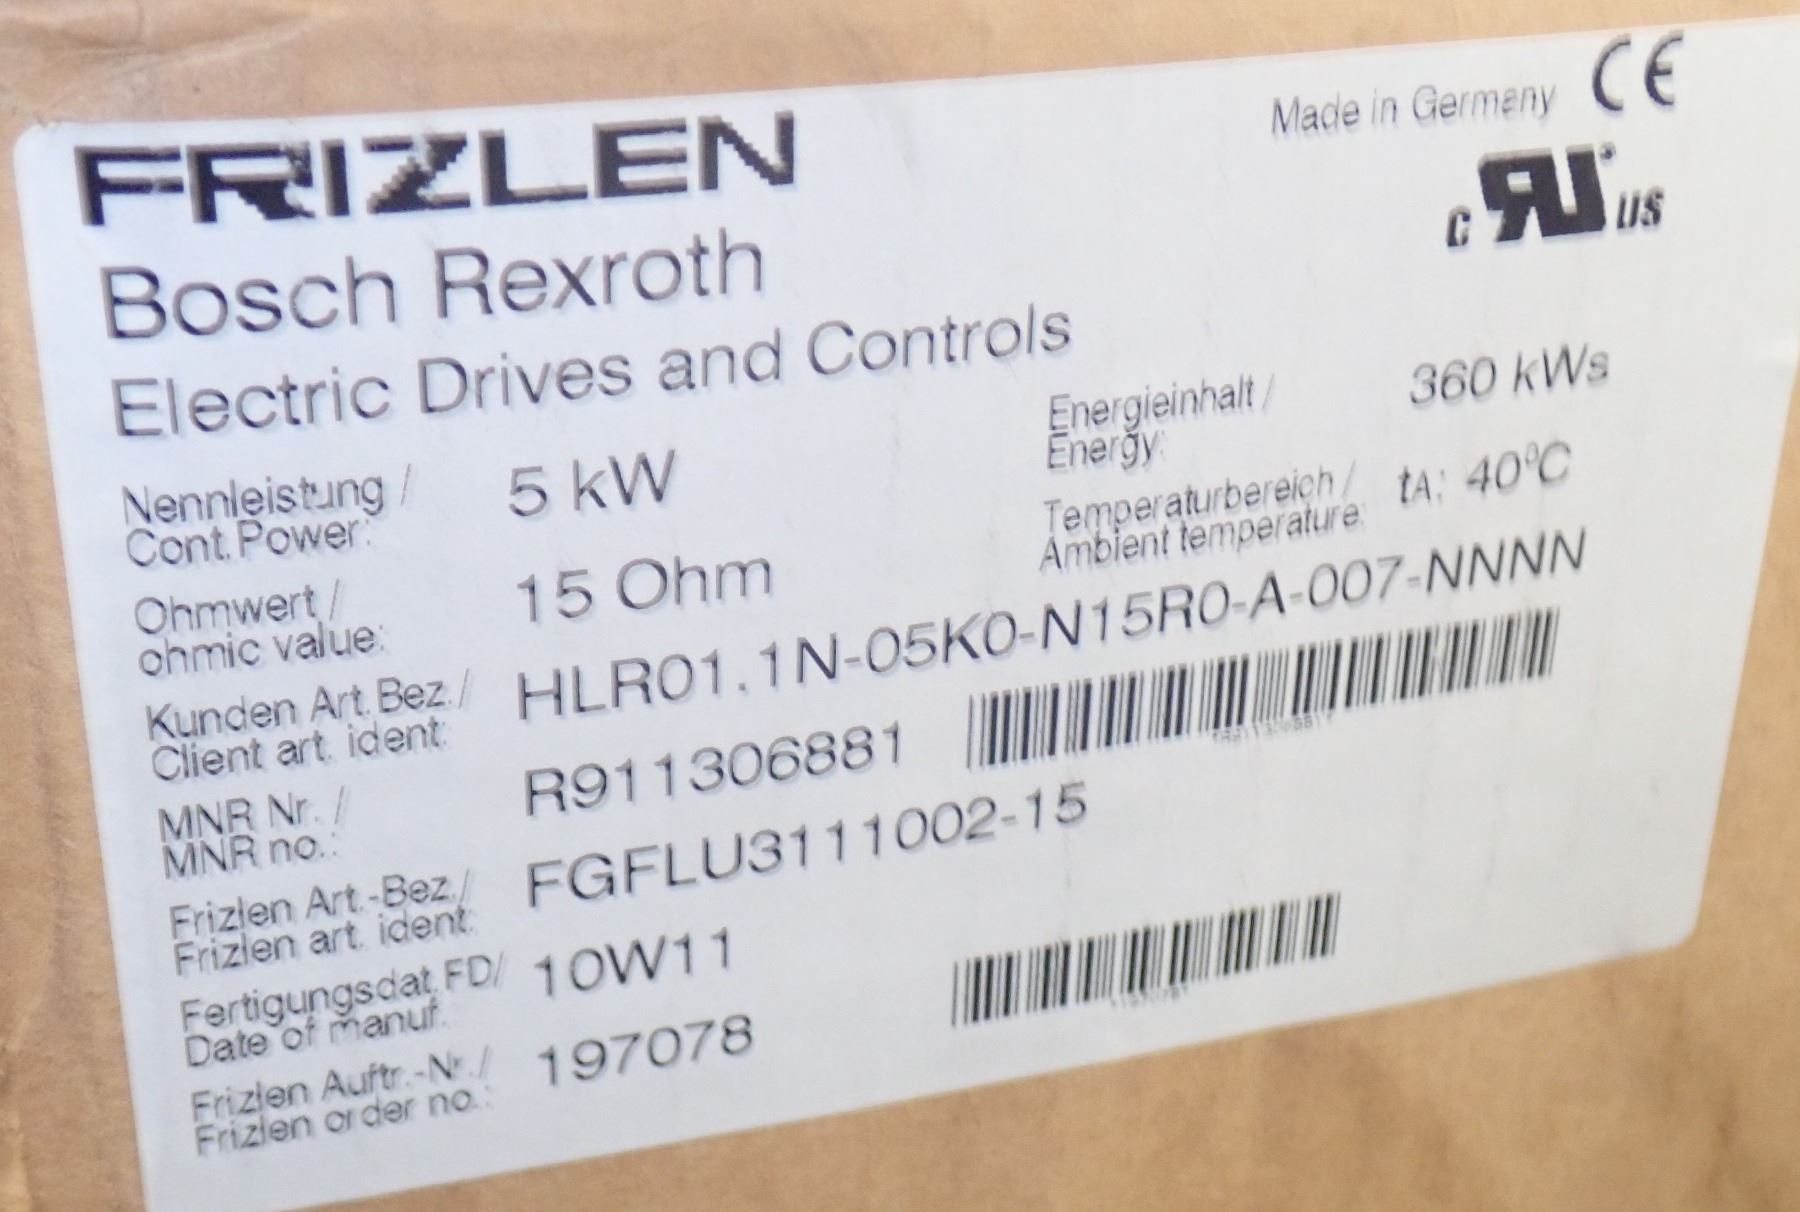 FRIZLEN
Made in Germany CE
Bosch Rexroth
c RU US
Electric Drives and Controls
Nennleistung / 5 kW
Cont. Power:
Energieinhalt / 360 kWs
Energy:
Ohmwert / 15 Ohm
ohmic value:
Temperaturbereich / tA: 40°C
Ambient temperature:
Kunden Art. Bez. / HLR01.1N-05K0-N15R0-A-007-NNNN
Client art. ident:
MNR Nr. / R911306881
MNR no.:
Frizlen Art.-Bez. / FGFLU3111002-15
Frizlen art. ident:
Fertigungsdat. FD/ 10W11
Date of manuf.
Frizlen Auftr.-Nr. / 197078
Frizlen order no.: